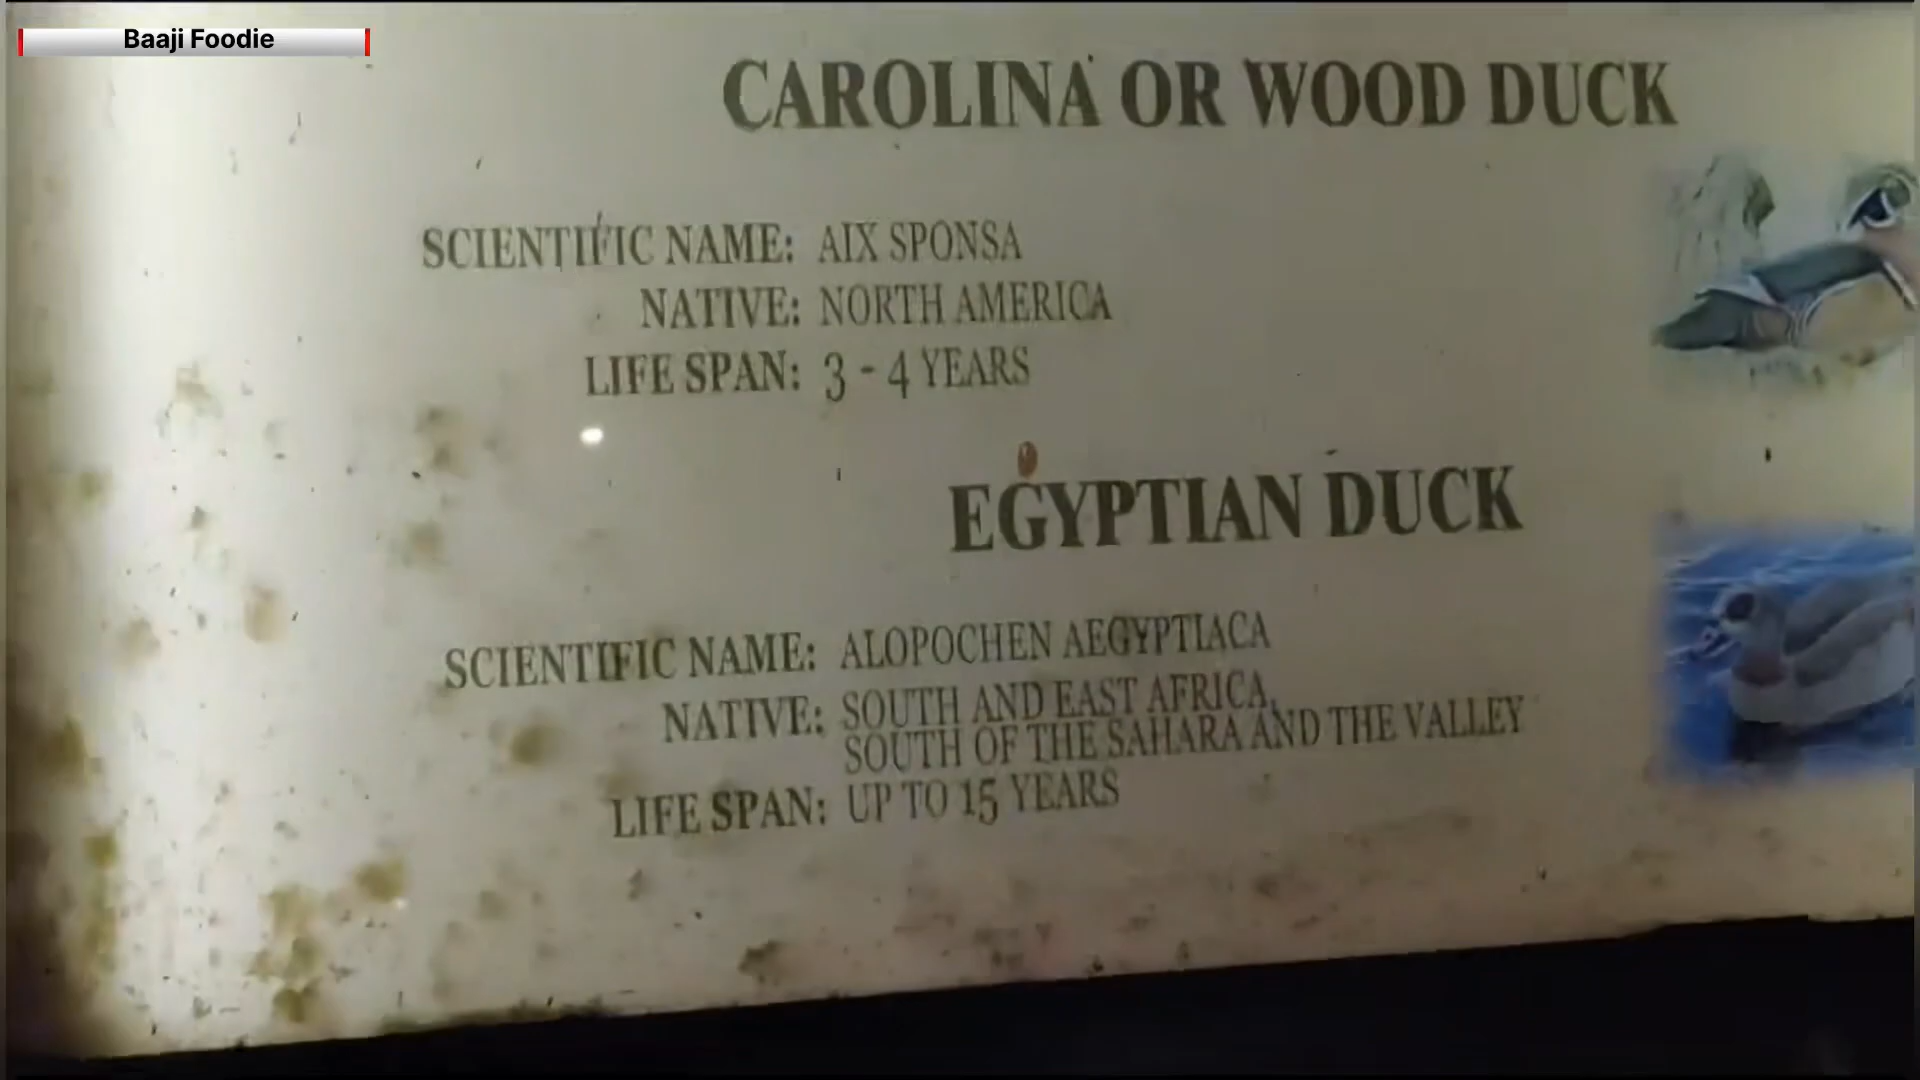 Baaji Foodie
CAROLINA OR WOOD DUCK
SCIENTIFIC NAME: AIX SPONSA
NATIVE: NORTH AMERICA
LIFE SPAN: 3 - 4 YEARS
EGYPTIAN DUCK
SCIENTIFIC NAME: ALOPOCHEN AEGYPTIACA
NATIVE: SOUTH AND EAST AFRICA,
SOUTH OF THE SAHARA AND THE VALLEY
LIFE SPAN: UP TO 15 YEARS